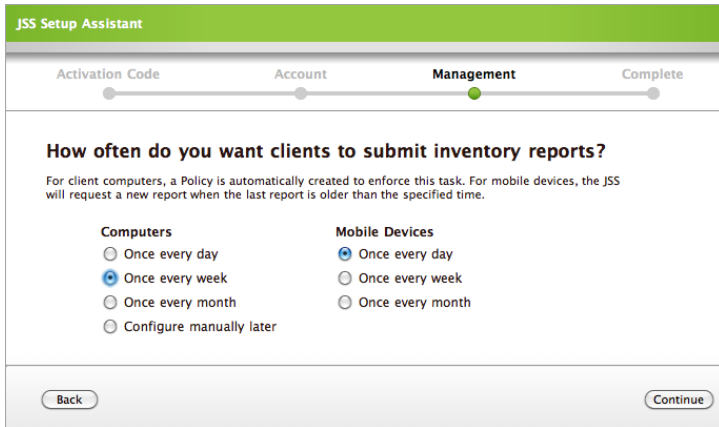 JSS Setup Assistant
Activation Code
Account
Management
Complete
How often do you want clients to submit inventory reports?
For client computers, a Policy is automatically created to enforce this task. For mobile devices, the JSS
will request a new report when the last report is older than the specified time.
Computers
Once every day
Once every week
Once every month
Configure manually later
Mobile Devices
Once every day
Once every week
Once every month
Back
Continue